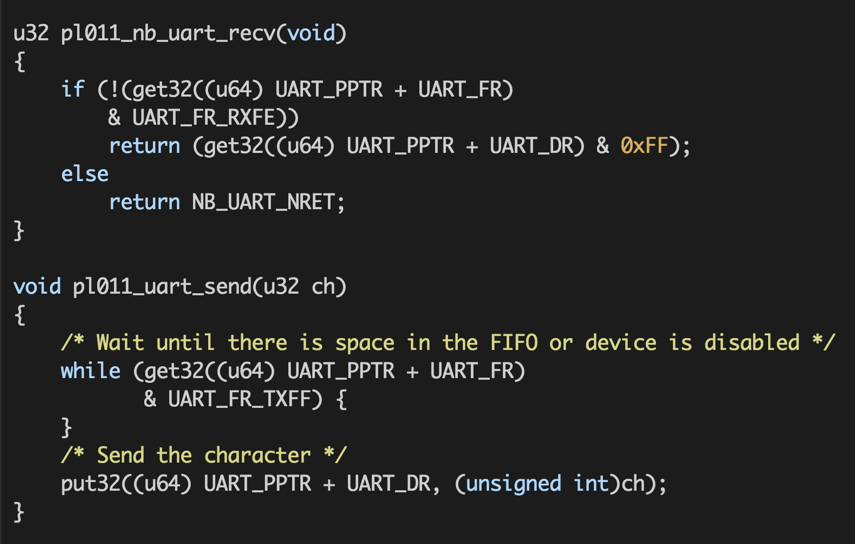 u32 pl011_nb_uart_recv(void)
{
    if (!(get32((u64) UART_PPTR + UART_FR)
        & UART_FR_RXFE))
        return (get32((u64) UART_PPTR + UART_DR) & 0xFF);
    else
        return NB_UART_NRET;
}

void pl011_uart_send(u32 ch)
{
    /* Wait until there is space in the FIFO or device is disabled */
    while (get32((u64) UART_PPTR + UART_FR)
           & UART_FR_TXFF) {
    }
    /* Send the character */
    put32((u64) UART_PPTR + UART_DR, (unsigned int)ch);
}